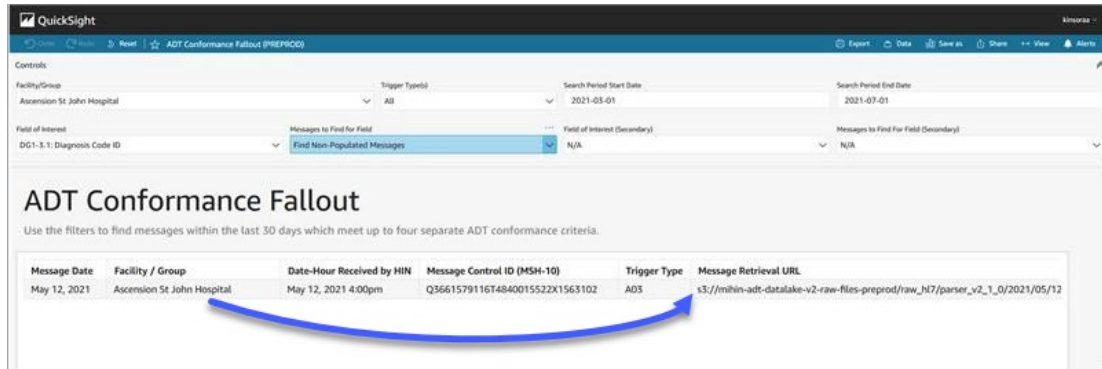 QuickSight
kinsoraa
Undo Redo Reset ADT Conformance Fallout (PREPROD) Export Data Save as Share View Alerts
Controls
Facility/Group Trigger Type(s) Search Period Start Date Search Period End Date
Ascension St John Hospital All 2021-03-01 2021-07-01
Field of Interest Messages to Find for Field Field of Interest (Secondary) Messages to Find For Field (Secondary)
DG1-3.1: Diagnosis Code ID Find Non-Populated Messages N/A N/A
ADT Conformance Fallout
Use the filters to find messages within the last 30 days which meet up to four separate ADT conformance criteria.
Message Date Facility / Group Date-Hour Received by HIN Message Control ID (MSH-10) Trigger Type Message Retrieval URL
May 12, 2021 Ascension St John Hospital May 12, 2021 4:00pm Q3661579116T4840015522X1563102 A03 s3://mihin-adt-datalake-v2-raw-files-preprod/raw_hl7/parser_v2_1_0/2021/05/12